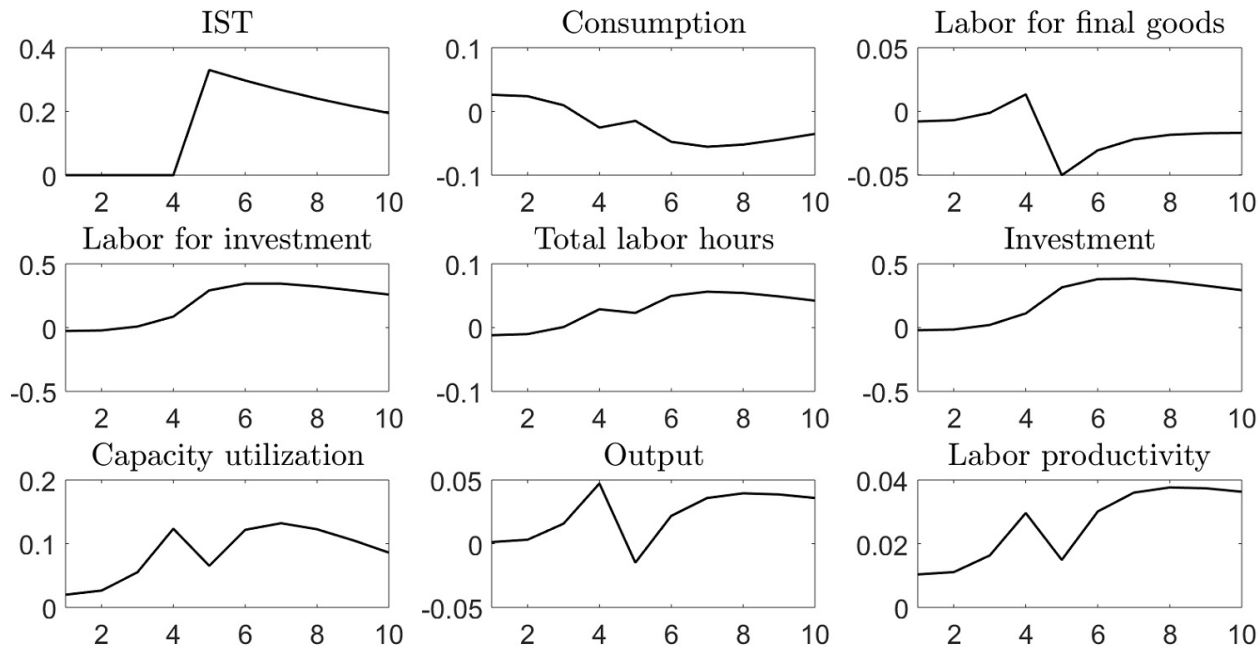 IST
0.4
0.2
0
2 4 6 8 10
Consumption
0.1
0
-0.1
2 4 6 8 10
Labor for final goods
0.05
0
-0.05
2 4 6 8 10
Labor for investment
0.5
0
-0.5
2 4 6 8 10
Total labor hours
0.1
0
-0.1
2 4 6 8 10
Investment
0.5
0
-0.5
2 4 6 8 10
Capacity utilization
0.2
0.1
0
2 4 6 8 10
Output
0.05
0
-0.05
2 4 6 8 10
Labor productivity
0.04
0.02
0
2 4 6 8 10